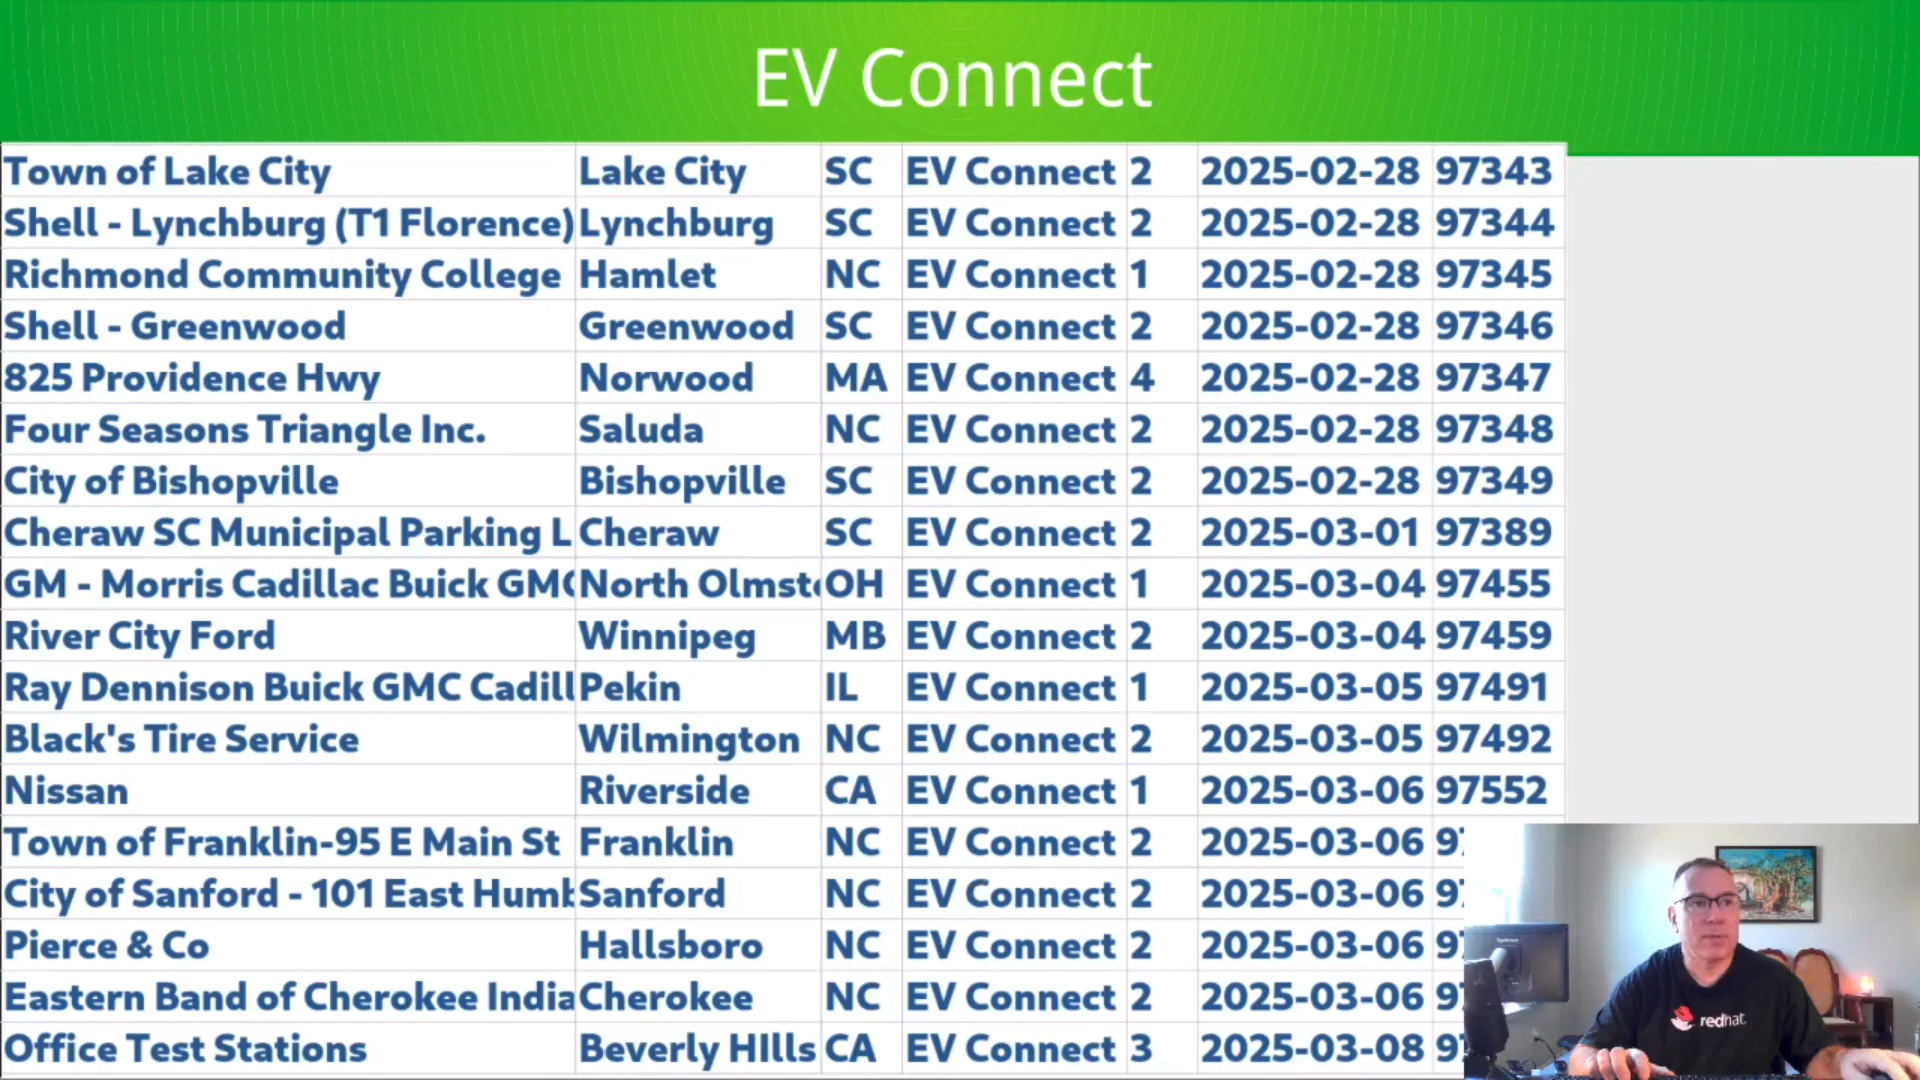 EV Connect
Town of Lake City Lake City SC EV Connect 2 2025-02-28 97343
Shell - Lynchburg (T1 Florence) Lynchburg SC EV Connect 2 2025-02-28 97344
Richmond Community College Hamlet NC EV Connect 1 2025-02-28 97345
Shell - Greenwood Greenwood SC EV Connect 2 2025-02-28 97346
825 Providence Hwy Norwood MA EV Connect 4 2025-02-28 97347
Four Seasons Triangle Inc. Saluda NC EV Connect 2 2025-02-28 97348
City of Bishopville Bishopville SC EV Connect 2 2025-02-28 97349
Cheraw SC Municipal Parking L Cheraw SC EV Connect 2 2025-03-01 97389
GM - Morris Cadillac Buick GMC North Olmste OH EV Connect 1 2025-03-04 97455
River City Ford Winnipeg MB EV Connect 2 2025-03-04 97459
Ray Dennison Buick GMC Cadill Pekin IL EV Connect 1 2025-03-05 97491
Black's Tire Service Wilmington NC EV Connect 2 2025-03-05 97492
Nissan Riverside CA EV Connect 1 2025-03-06 97552
Town of Franklin-95 E Main St Franklin NC EV Connect 2 2025-03-06 97
City of Sanford - 101 East Humb Sanford NC EV Connect 2 2025-03-06 97
Pierce & Co Hallsboro NC EV Connect 2 2025-03-06 97
Eastern Band of Cherokee India Cherokee NC EV Connect 2 2025-03-06 97
Office Test Stations Beverly HIlls CA EV Connect 3 2025-03-08 97
redhat.